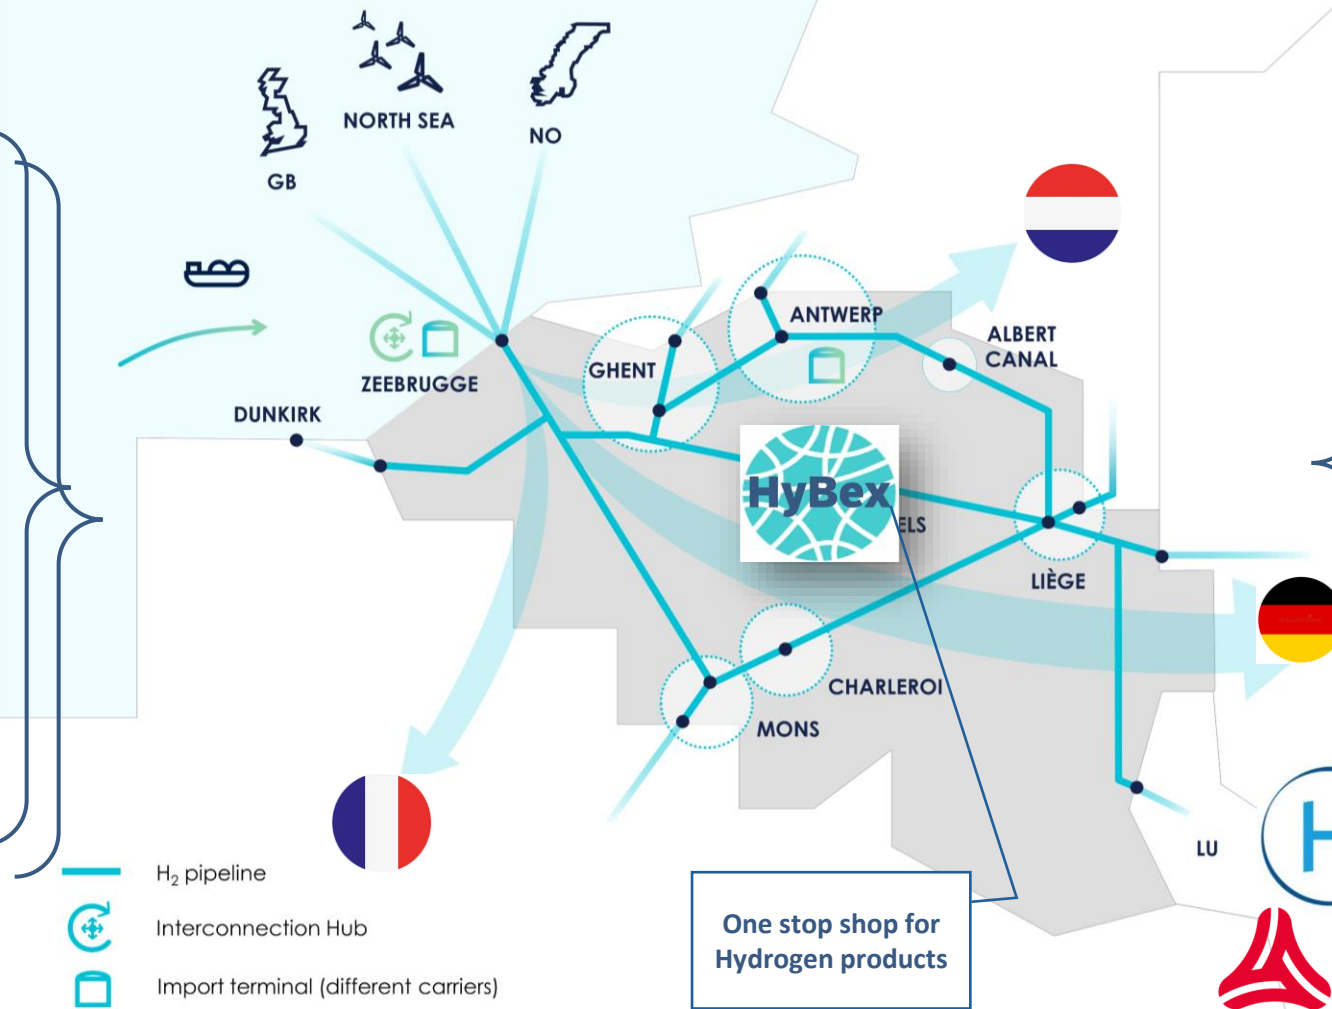 NORTH SEA
NO
GB
ZEEBRUGGE
DUNKIRK
GHENT
ANTWERP
ALBERT
CANAL
HyBex
ELS
LIÈGE
CHARLEROI
MONS
LU
H
H₂ pipeline
Interconnection Hub
Import terminal (different carriers)
One stop shop for
Hydrogen products